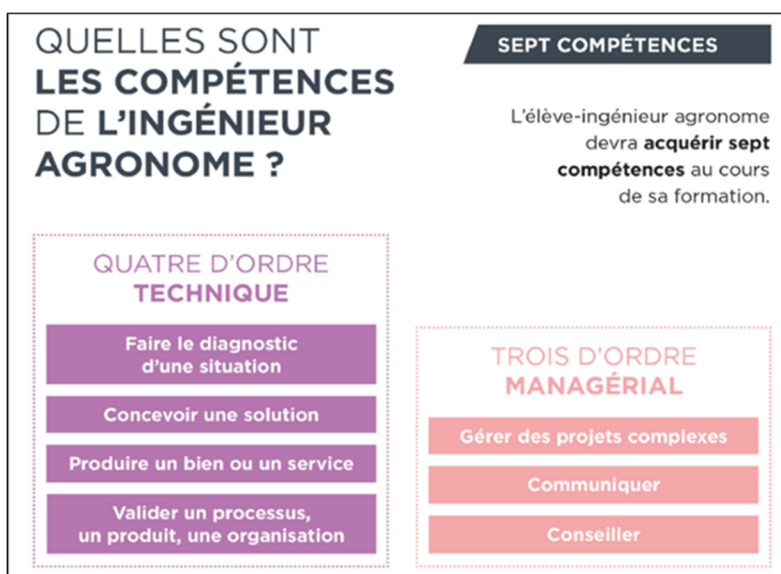 QUELLES SONT
LES COMPÉTENCES
DE L'INGÉNIEUR
AGRONOME ?
SEPT COMPÉTENCES
L'élève-ingénieur agronome
devra acquérir sept
compétences au cours
de sa formation.
QUATRE D'ORDRE
TECHNIQUE
Faire le diagnostic
d'une situation
Concevoir une solution
Produire un bien ou un service
Valider un processus,
un produit, une organisation
TROIS D'ORDRE
MANAGÉRIAL
Gérer des projets complexes
Communiquer
Conseiller